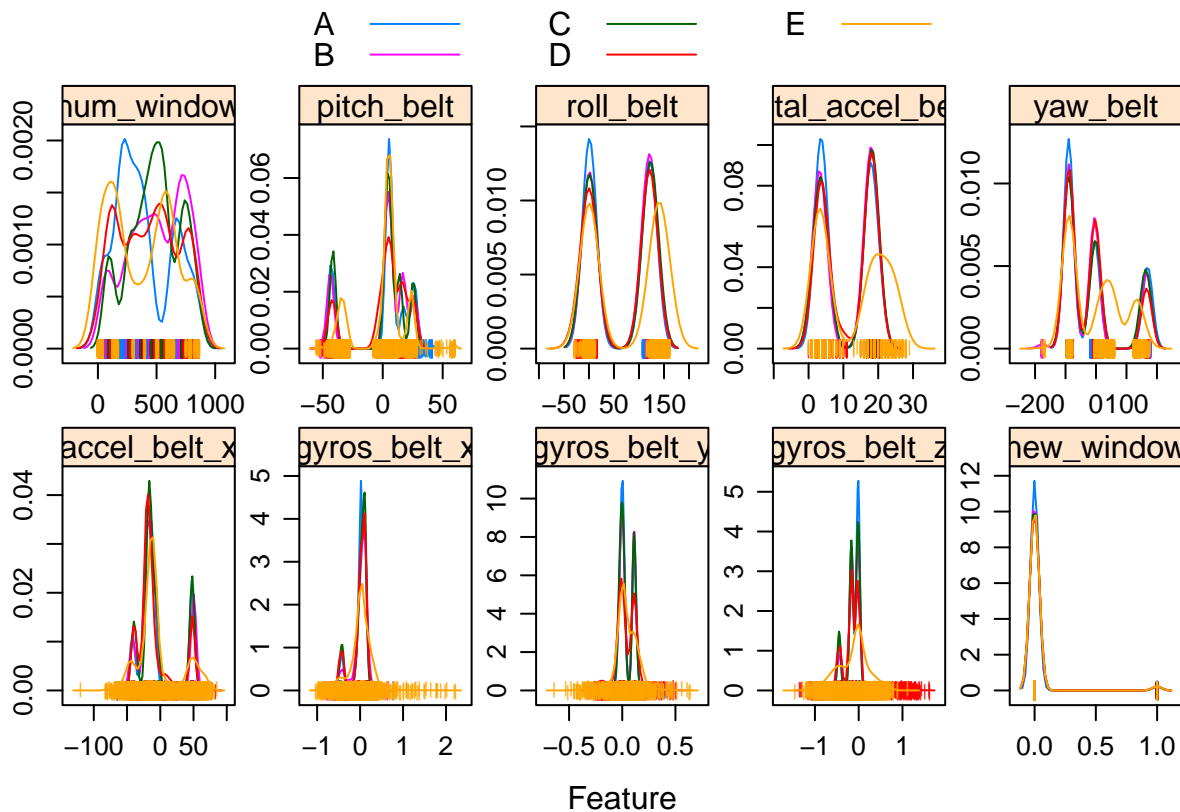 A C E
B D
num_window pitch_belt roll_belt tal_accel_be yaw_belt
0.0000 0.0005 0.0010 0.0020
0.00 0.02 0.04 0.06
0.000 0.005 0.010
0.00 0.04 0.08
0.000 0.005 0.010
0 500 1000
−50 0 50
−50 50 150
0 10 20 30
−200 0 100
accel_belt_x gyros_belt_x gyros_belt_y gyros_belt_z new_window
0.00 0.02 0.04
0 1 2 3 4 5
0 2 4 6 8 10
0 1 2 3 4 5
0 2 4 6 8 10 12
−100 0 50
−1 0 1 2
−0.5 0.0 0.5
−1 0 1
0.0 0.5 1.0
Feature